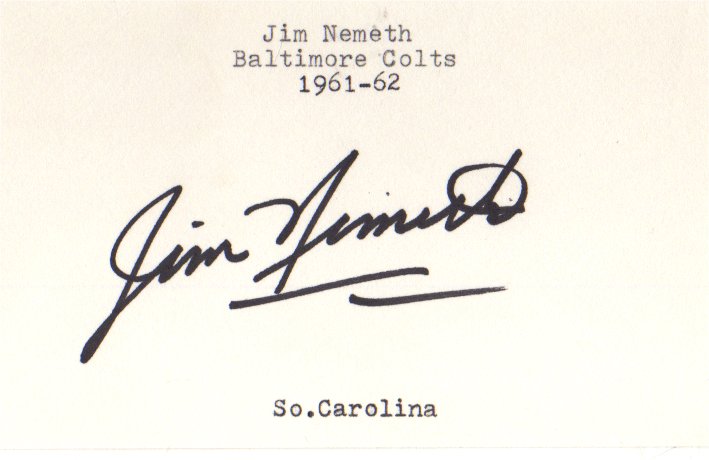 Jim Nemeth
Baltimore Colts
1961-62
Jim Nemeth
So.Carolina